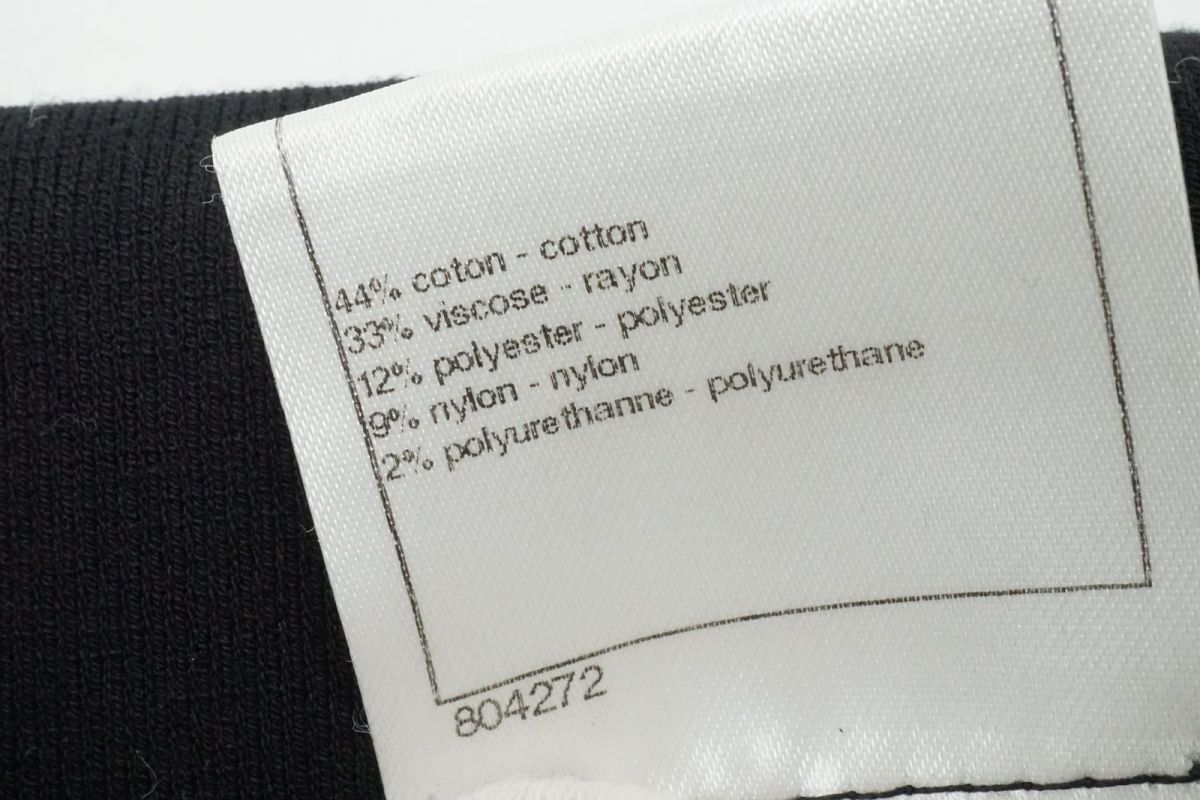 44% coton - cotton
33% viscose - rayon
12% polyester - polyester
9% nylon - nylon
2% polyurethanne - polyurethane
804272